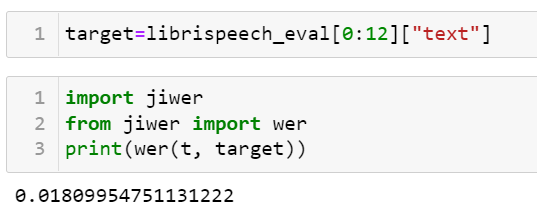 1 target=librispeech_eval[0:12]["text"]
1 import jiwer
2 from jiwer import wer
3 print(wer(t, target))
0.01809954751131222